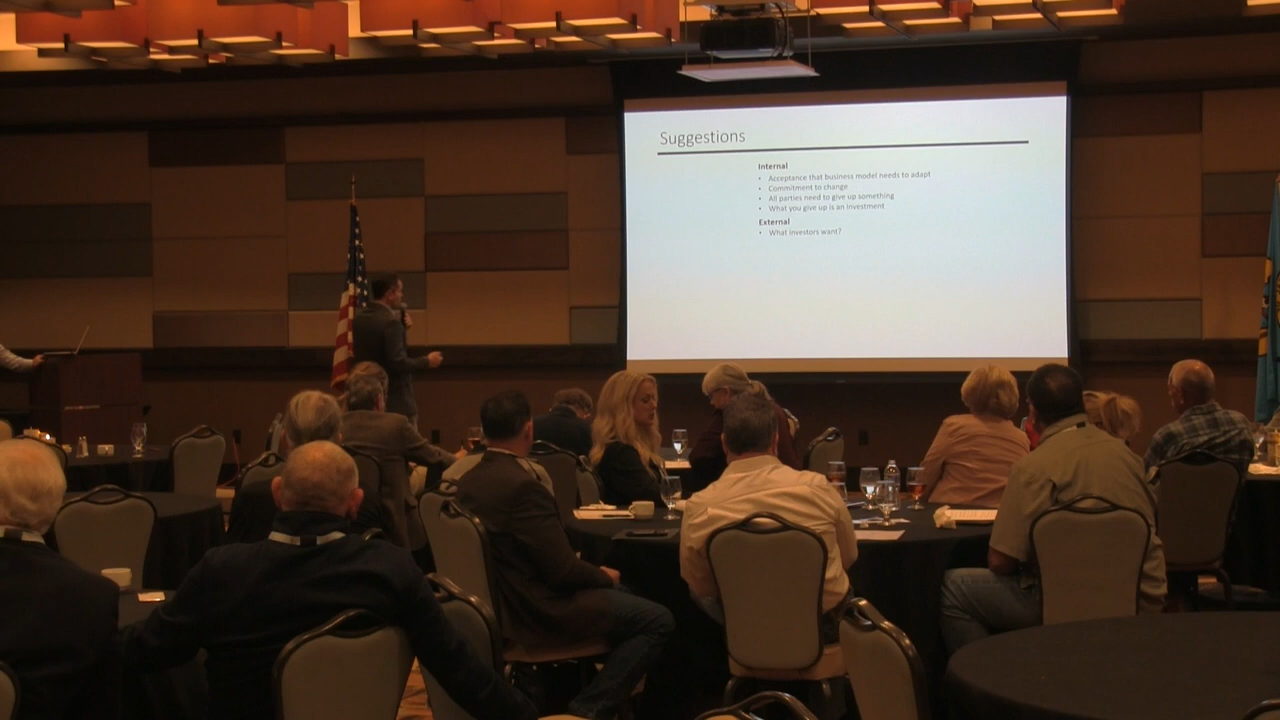 Suggestions
Internal
• Acceptance that business model needs to adapt
• Commitment to change
• All parties need to give up something
• What you give up is an investment
External
• What investors want?